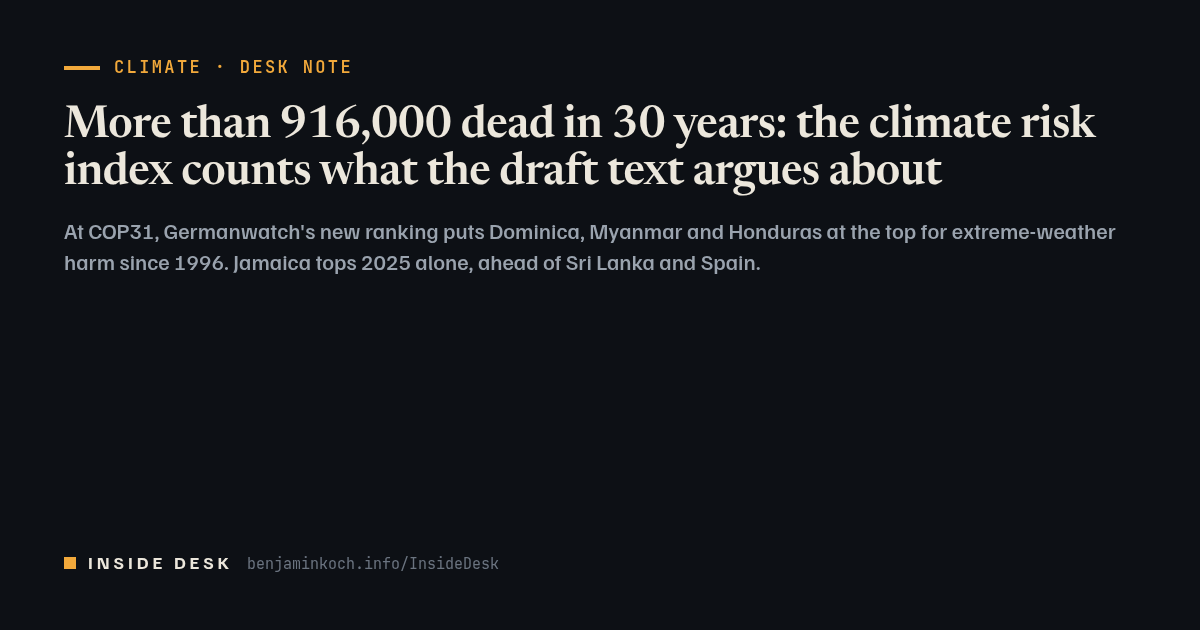 CLIMATE · DESK NOTE
More than 916,000 dead in 30 years: the climate risk
index counts what the draft text argues about
At COP31, Germanwatch's new ranking puts Dominica, Myanmar and Honduras at the top for extreme-weather
harm since 1996. Jamaica tops 2025 alone, ahead of Sri Lanka and Spain.
INSIDE DESK benjaminkoch.info/InsideDesk